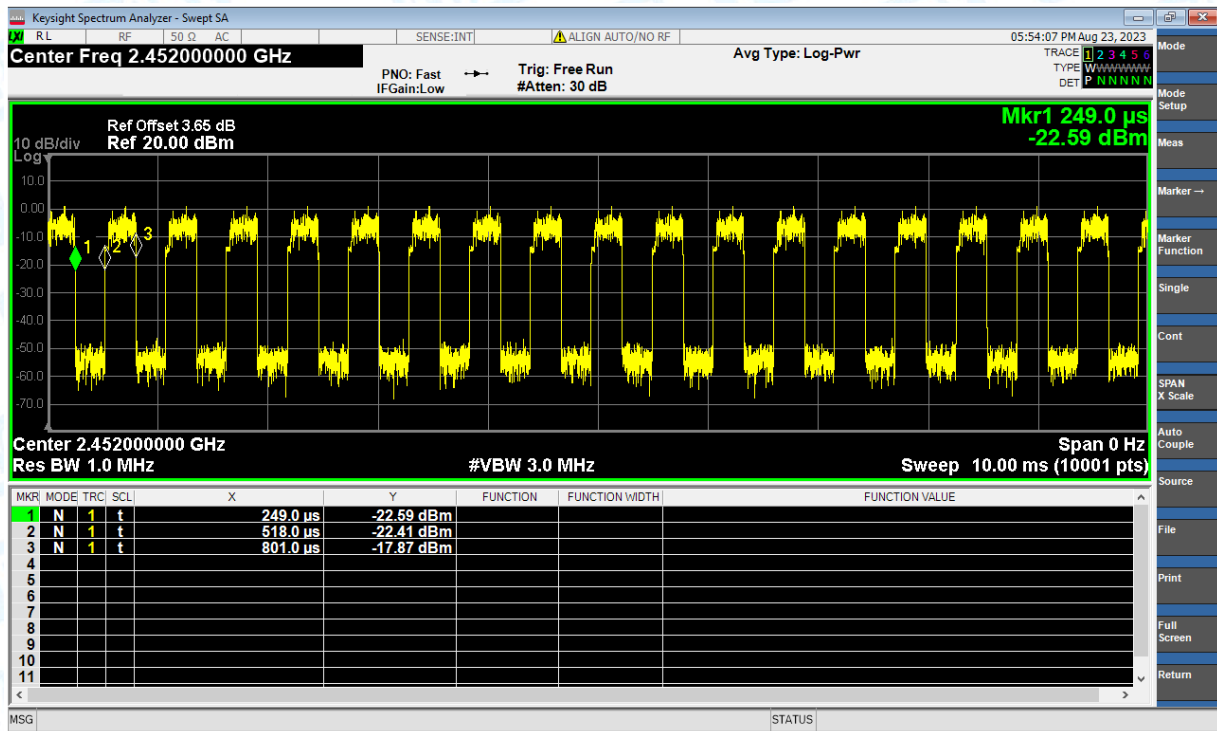 Keysight Spectrum Analyzer - Swept SA
LXI RL RF 50 Ω AC SENSE:INT ALIGN AUTO/NO RF 05:54:07 PM Aug 23, 2023
Center Freq 2.452000000 GHz
PNO: Fast
IFGain:Low
Trig: Free Run
#Atten: 30 dB
Avg Type: Log-Pwr
TRACE 1 2 3 4 5 6
TYPE WWWWWW
DET P N N N N N
Mkr1 249.0 µs
-22.59 dBm
Ref Offset 3.65 dB
10 dB/div Ref 20.00 dBm
Log
10.0
0.00
-10.0
-20.0
-30.0
-40.0
-50.0
-60.0
-70.0
1
2
3
Center 2.452000000 GHz Span 0 Hz
Res BW 1.0 MHz #VBW 3.0 MHz Sweep 10.00 ms (10001 pts)
MKR MODE TRC SCL X Y FUNCTION FUNCTION WIDTH FUNCTION VALUE
1 N 1 t 249.0 µs -22.59 dBm
2 N 1 t 518.0 µs -22.41 dBm
3 N 1 t 801.0 µs -17.87 dBm
4
5
6
7
8
9
10
11
MSG STATUS
Mode
Mode
Setup
Meas
Marker →
Marker
Function
Single
Cont
SPAN
X Scale
Auto
Couple
Source
File
Print
Full
Screen
Return